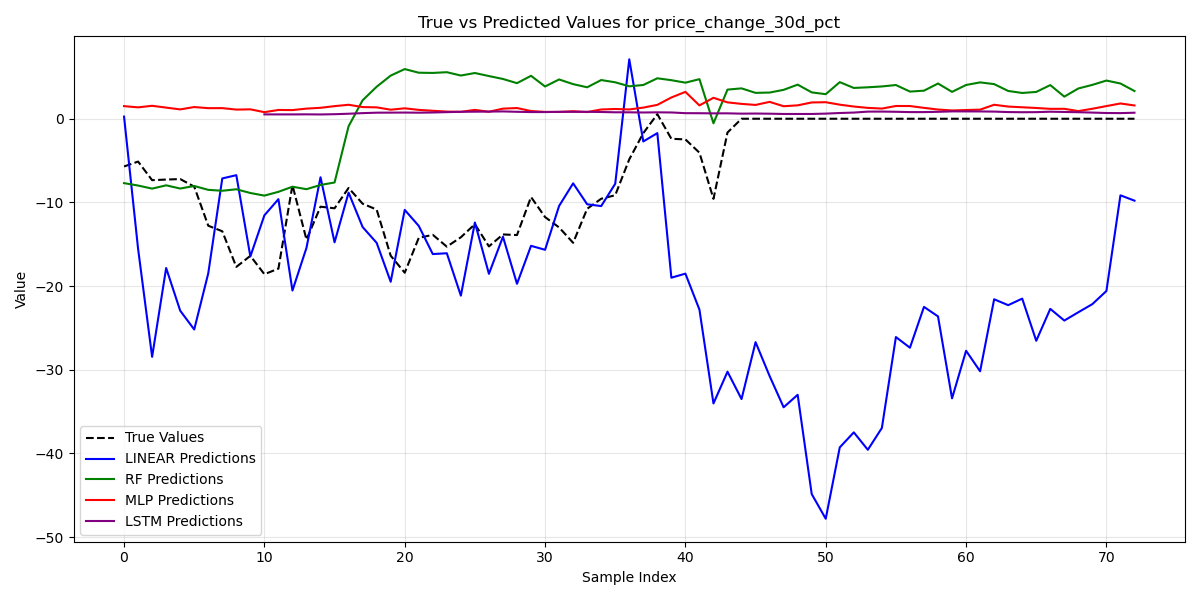 True vs Predicted Values for price_change_30d_pct
Value
0
−10
−20
−30
−40
−50
True Values
LINEAR Predictions
RF Predictions
MLP Predictions
LSTM Predictions
0 10 20 30 40 50 60 70
Sample Index